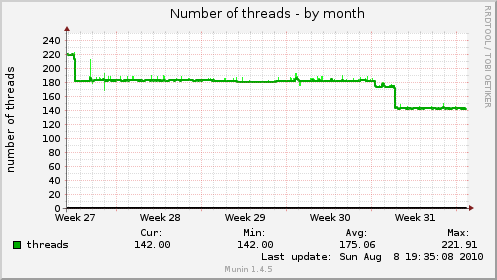 Number of threads - by month
RRDTOOL / TOBI OETIKER
number of threads
240
220
200
180
160
140
120
100
80
60
40
20
0
Week 27 Week 28 Week 29 Week 30 Week 31
Cur: Min: Avg: Max:
threads 142.00 142.00 175.06 221.91
Last update: Sun Aug 8 19:35:08 2010
Munin 1.4.5